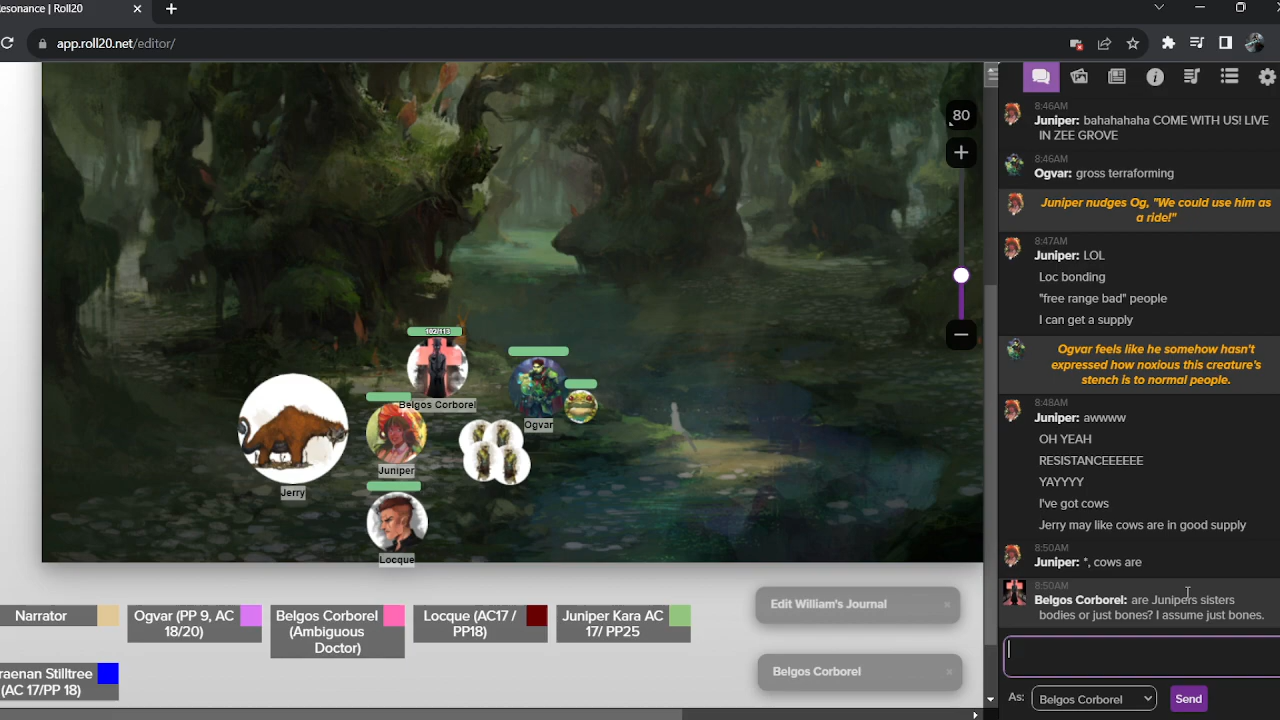 esonance | Roll20
app.roll20.net/editor/
80
102/113
Belgos Corborel
Ogvar
Juniper
Jerry
Locque
Narrator
Ogvar (PP 9, AC
18/20)
Belgos Corborel
(Ambiguous
Doctor)
Locque (AC17 /
PP18)
Juniper Kara AC
17/ PP25
raenan Stilltree
(AC 17/PP 18)
Edit William's Journal
Belgos Corborel
8:46AM
Juniper: bahahahaha COME WITH US! LIVE
IN ZEE GROVE
8:46AM
Ogvar: gross terraforming
Juniper nudges Og, "We could use him as
a ride!"
8:47AM
Juniper: LOL
Loc bonding
"free range bad" people
I can get a supply
Ogvar feels like he somehow hasn't
expressed how noxious this creature's
stench is to normal people.
8:48AM
Juniper: awwww
OH YEAH
RESISTANCEEEEEE
YAYYYY
I've got cows
Jerry may like cows are in good supply
8:50AM
Juniper: *, cows are
8:50AM
Belgos Corborel: are Junipers sisters
bodies or just bones? I assume just bones.
As:
Belgos Corborel
Send